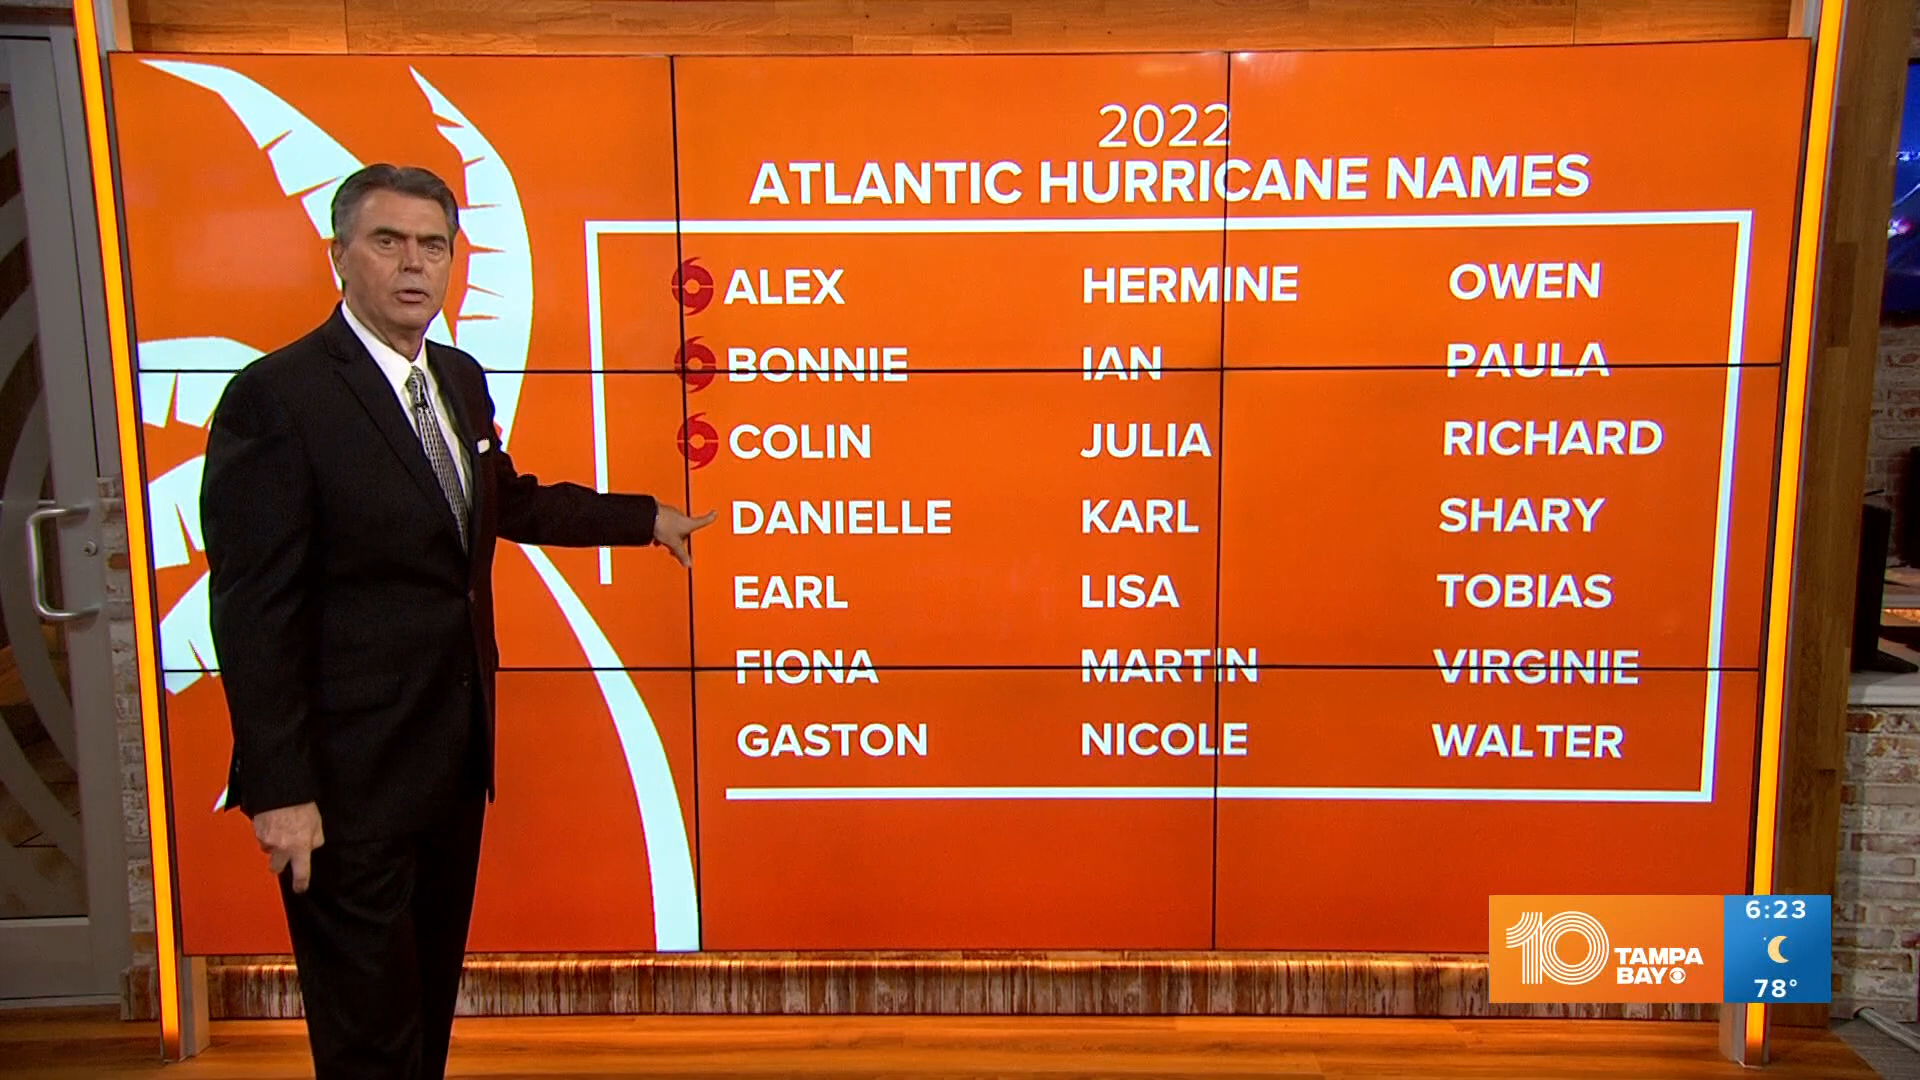 2022
ATLANTIC HURRICANE NAMES
ALEX HERMINE OWEN
BONNIE IAN PAULA
COLIN JULIA RICHARD
DANIELLE KARL SHARY
EARL LISA TOBIAS
FIONA MARTIN VIRGINIE
GASTON NICOLE WALTER
10 TAMPA
BAY
6:23
78°